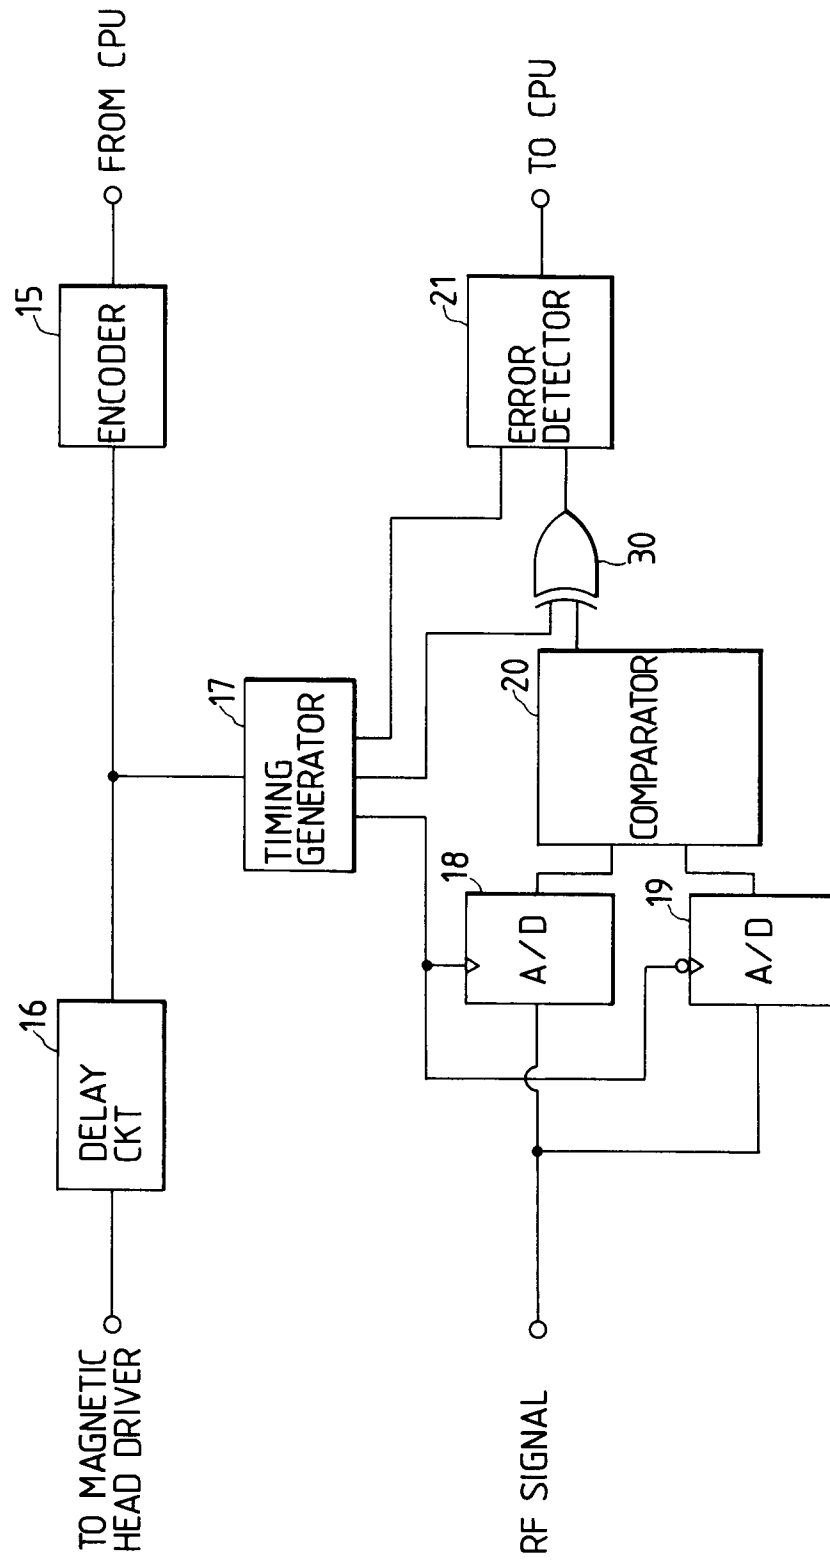 TO MAGNETIC
HEAD DRIVER
16
DELAY
CKT
15
ENCODER
FROM CPU
17
TIMING
GENERATOR
RF SIGNAL
18
A/D
19
A/D
20
COMPARATOR
30
21
ERROR
DETECTOR
TO CPU